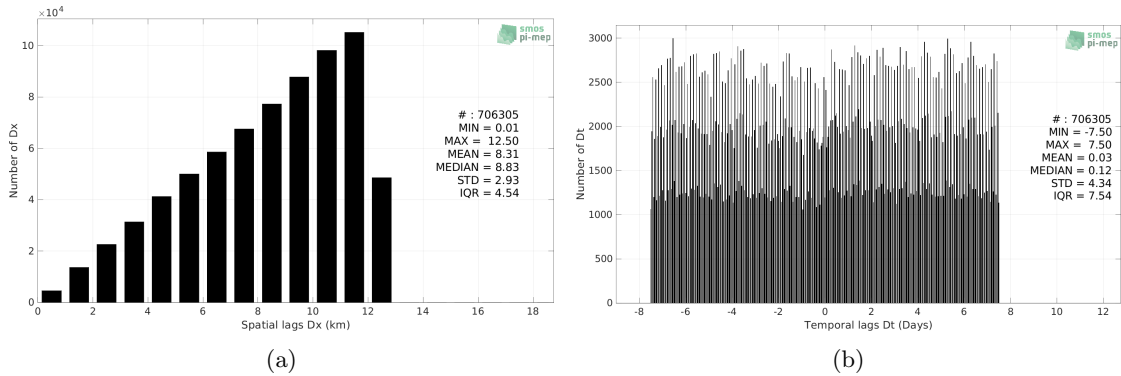 ×10⁴
10
8
6
4
2
0
Number of Dx
0 2 4 6 8 10 12 14 16 18
Spatial lags Dx (km)
smos
pi-mep
# : 706305
MIN = 0.01
MAX = 12.50
MEAN = 8.31
MEDIAN = 8.83
STD = 2.93
IQR = 4.54
(a)
3000
2500
2000
1500
1000
500
0
Number of Dt
-8 -6 -4 -2 0 2 4 6 8 10 12
Temporal lags Dt (Days)
smos
pi-mep
# : 706305
MIN = -7.50
MAX = 7.50
MEAN = 0.03
MEDIAN = 0.12
STD = 4.34
IQR = 7.54
(b)